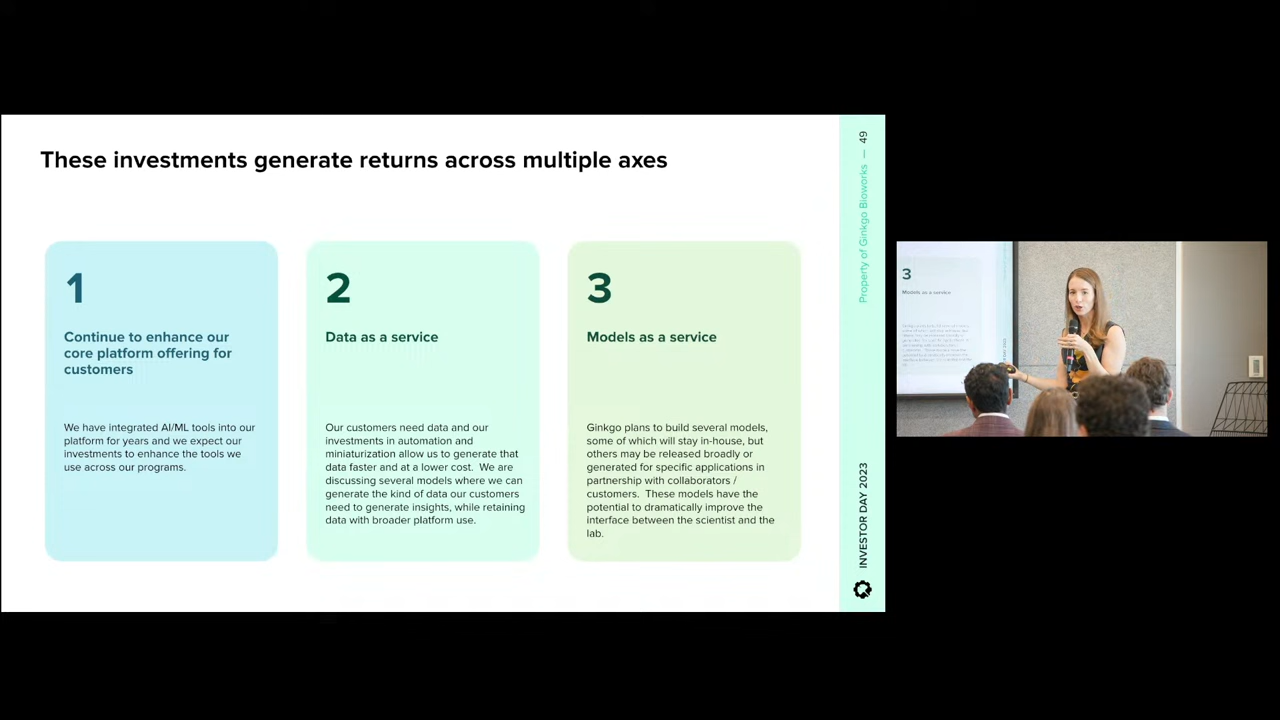 These investments generate returns across multiple axes
1
Continue to enhance our
core platform offering for
customers
We have integrated AI/ML tools into our
platform for years and we expect our
investments to enhance the tools we
use across our programs.
2
Data as a service
Our customers need data and our
investments in automation and
miniaturization allow us to generate that
data faster and at a lower cost.  We are
discussing several models where we can
generate the kind of data our customers
need to generate insights, while retaining
data with broader platform use.
3
Models as a service
Ginkgo plans to build several models,
some of which will stay in-house, but
others may be released broadly or
generated for specific applications in
partnership with collaborators /
customers.  These models have the
potential to dramatically improve the
interface between the scientist and the
lab.
Property of Ginkgo Bioworks — 49
INVESTOR DAY 2023
3
Models as a service